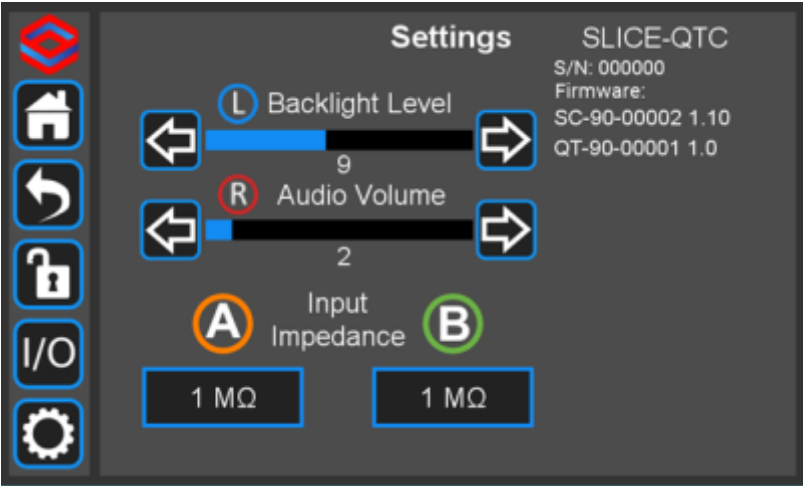 Settings
SLICE-QTC
S/N: 000000
Firmware:
SC-90-00002 1.10
QT-90-00001 1.0
L Backlight Level
9
R Audio Volume
2
A Input Impedance B
1 MΩ 1 MΩ
I/O